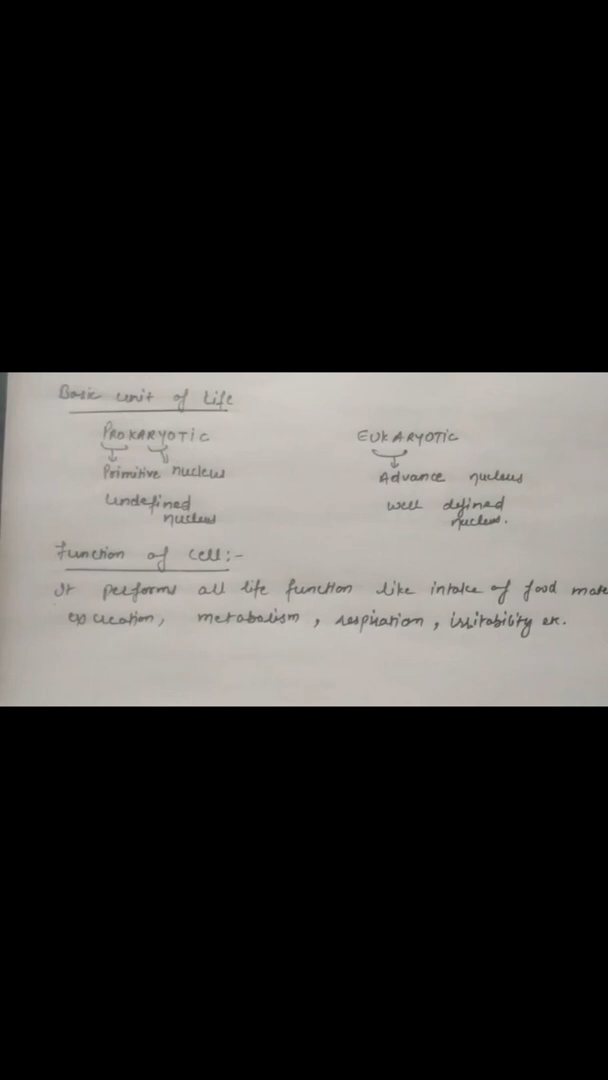 Basic unit of Life
PROKARYOTIC
EUKARYOTIC
Primitive nucleus
Advance nucleus
Undefined
nucleus
well defined
nucleus.
Function of cell:-
It performs all life function like intake of food mate
excreation, metabolism, respiration, irritability etc.